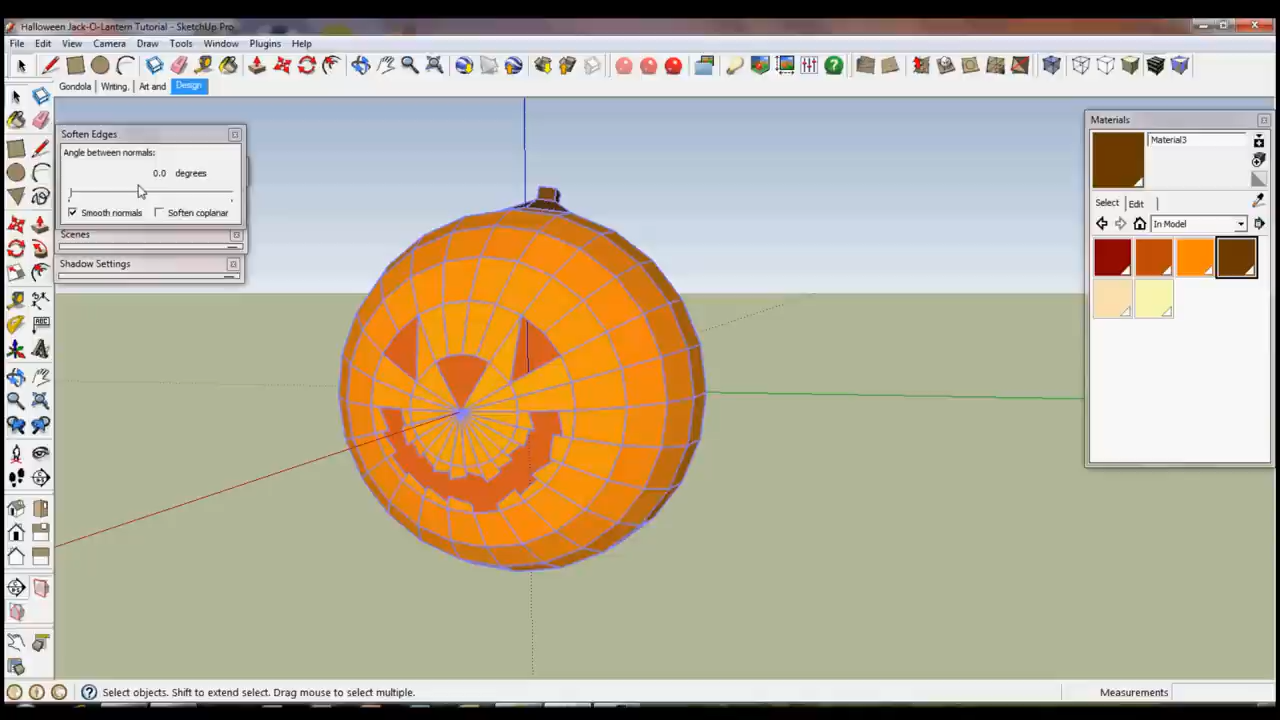 Halloween Jack-O-Lantern Tutorial - SketchUp Pro
File Edit View Camera Draw Tools Window Plugins Help
Gondola Writing. Art and Design
Soften Edges
Angle between normals:
0.0 degrees
Smooth normals Soften coplanar
Scenes
Shadow Settings
Materials
Material3
Select Edit
In Model
ABC
Select objects. Shift to extend select. Drag mouse to select multiple.
Measurements